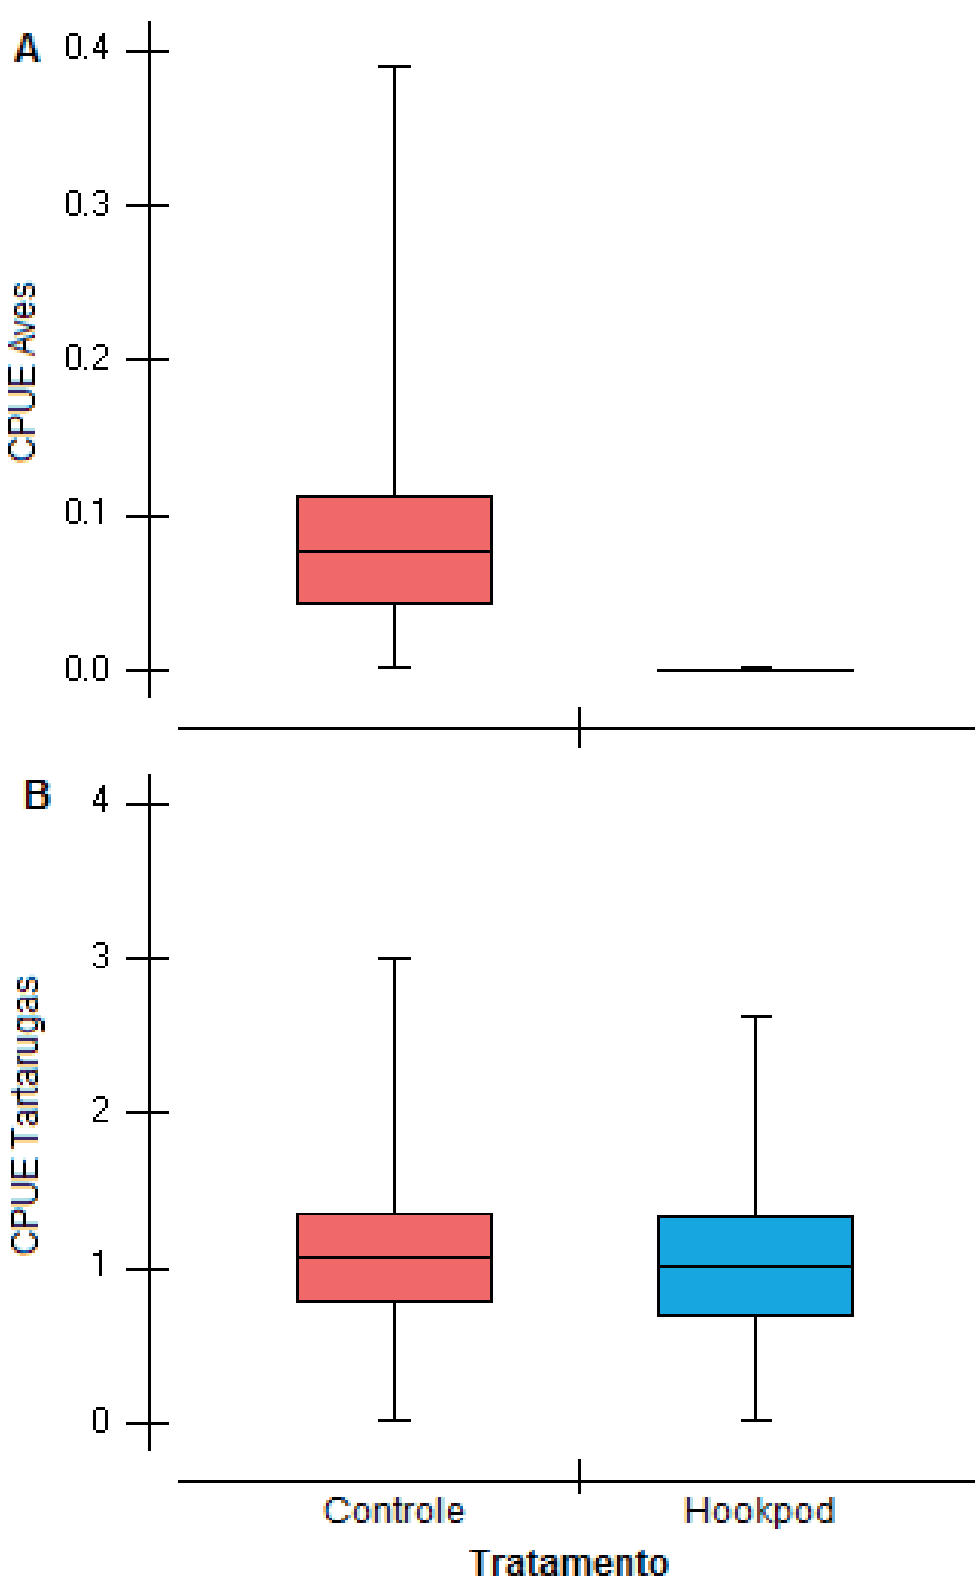 A
0.4
0.3
0.2
0.1
0.0
CPUE Aves
B
4
3
2
1
0
CPUE Tartarugas
Controle Hookpod
Tratamento